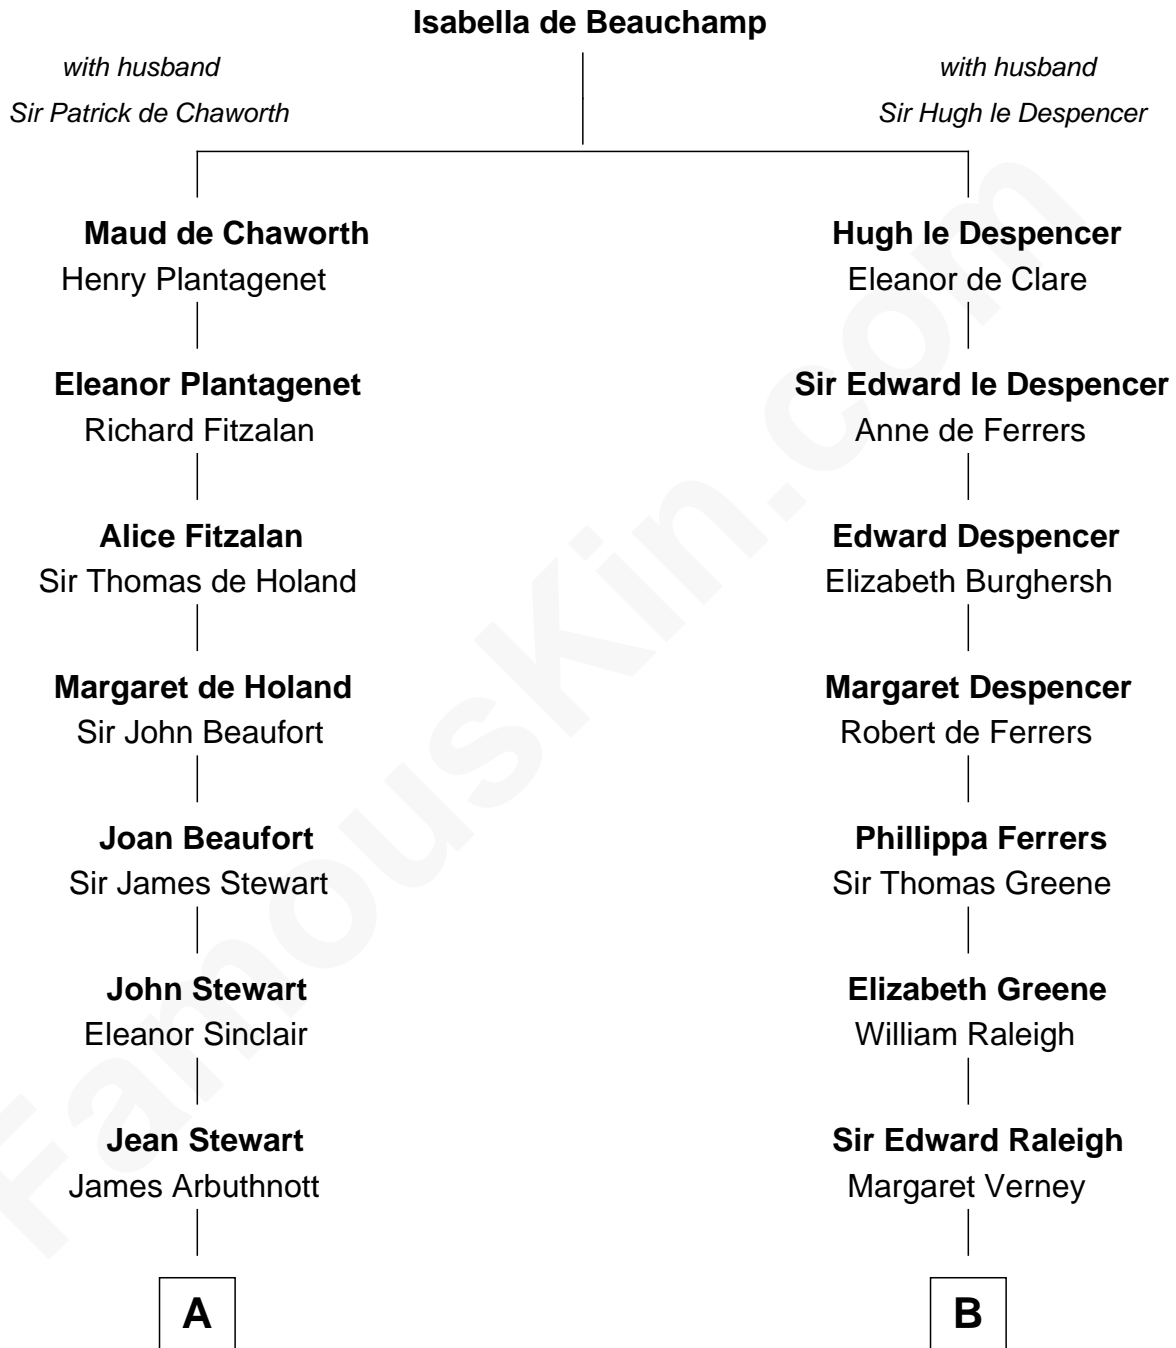 Isabella de Beauchamp
with husband
Sir Patrick de Chaworth
with husband
Sir Hugh le Despencer
Maud de Chaworth
Henry Plantagenet
Eleanor Plantagenet
Richard Fitzalan
Alice Fitzalan
Sir Thomas de Holand
Margaret de Holand
Sir John Beaufort
Joan Beaufort
Sir James Stewart
John Stewart
Eleanor Sinclair
Jean Stewart
James Arbuthnott
A
Hugh le Despencer
Eleanor de Clare
Sir Edward le Despencer
Anne de Ferrers
Edward Despencer
Elizabeth Burghersh
Margaret Despencer
Robert de Ferrers
Phillippa Ferrers
Sir Thomas Greene
Elizabeth Greene
William Raleigh
Sir Edward Raleigh
Margaret Verney
B
FamousKin.com